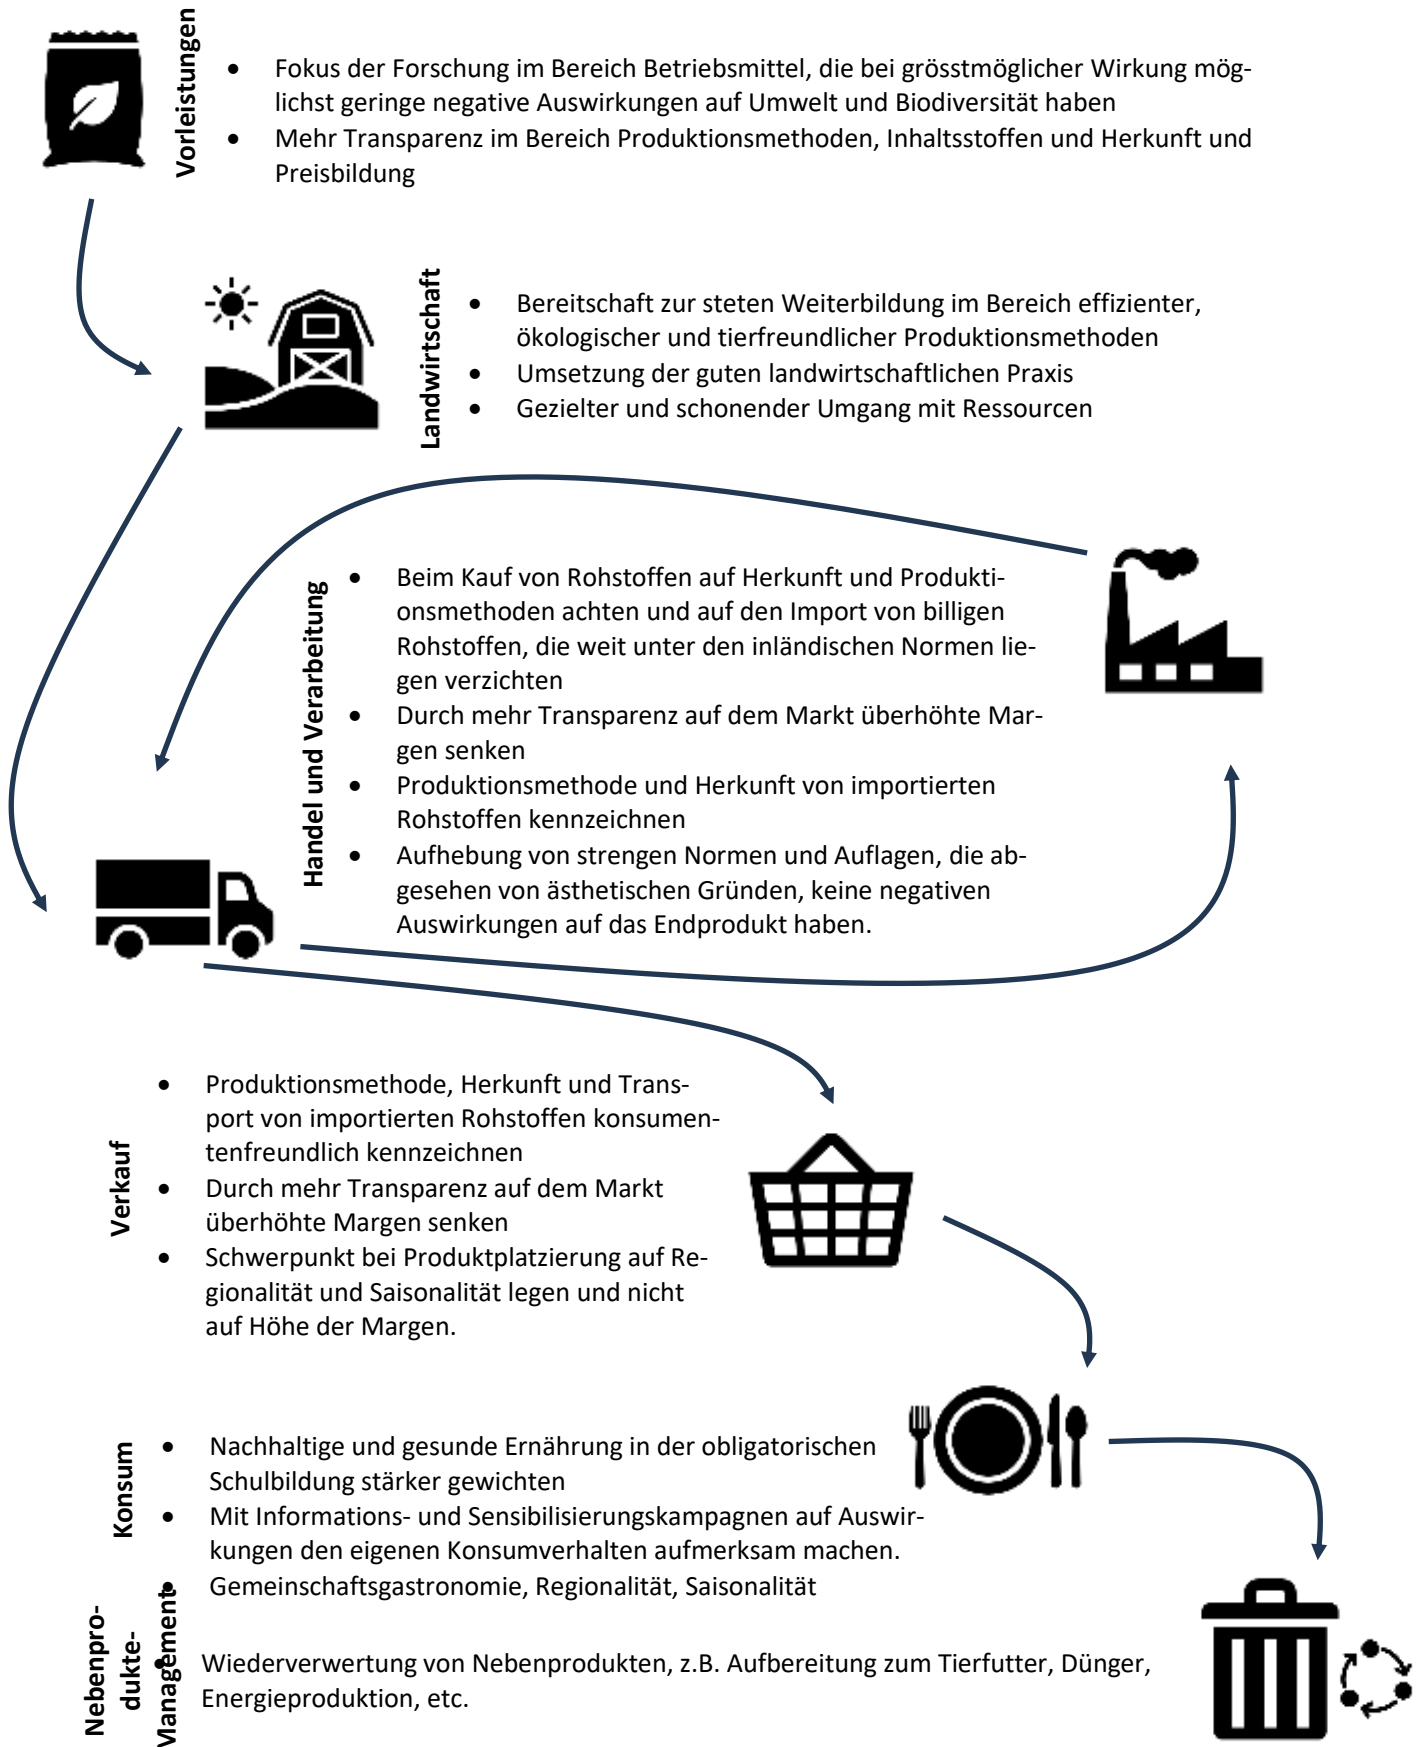 Vorleistungen
• Fokus der Forschung im Bereich Betriebsmittel, die bei grösstmöglicher Wirkung mög-
lichst geringe negative Auswirkungen auf Umwelt und Biodiversität haben
• Mehr Transparenz im Bereich Produktionsmethoden, Inhaltsstoffen und Herkunft und
Preisbildung
Landwirtschaft
• Bereitschaft zur steten Weiterbildung im Bereich effizienter,
ökologischer und tierfreundlicher Produktionsmethoden
• Umsetzung der guten landwirtschaftlichen Praxis
• Gezielter und schonender Umgang mit Ressourcen
Handel und Verarbeitung
• Beim Kauf von Rohstoffen auf Herkunft und Produkti-
onsmethoden achten und auf den Import von billigen
Rohstoffen, die weit unter den inländischen Normen lie-
gen verzichten
• Durch mehr Transparenz auf dem Markt überhöhte Mar-
gen senken
• Produktionsmethode und Herkunft von importierten
Rohstoffen kennzeichnen
• Aufhebung von strengen Normen und Auflagen, die ab-
gesehen von ästhetischen Gründen, keine negativen
Auswirkungen auf das Endprodukt haben.
Verkauf
• Produktionsmethode, Herkunft und Trans-
port von importierten Rohstoffen konsumen-
tenfreundlich kennzeichnen
• Durch mehr Transparenz auf dem Markt
überhöhte Margen senken
• Schwerpunkt bei Produktplatzierung auf Re-
gionalität und Saisonalität legen und nicht
auf Höhe der Margen.
Konsum
• Nachhaltige und gesunde Ernährung in der obligatorischen
Schulbildung stärker gewichten
• Mit Informations- und Sensibilisierungskampagnen auf Auswir-
kungen den eigenen Konsumverhalten aufmerksam machen.
• Gemeinschaftsgastronomie, Regionalität, Saisonalität
Nebenpro-
dukte-
Management
• Wiederverwertung von Nebenprodukten, z.B. Aufbereitung zum Tierfutter, Dünger,
Energieproduktion, etc.